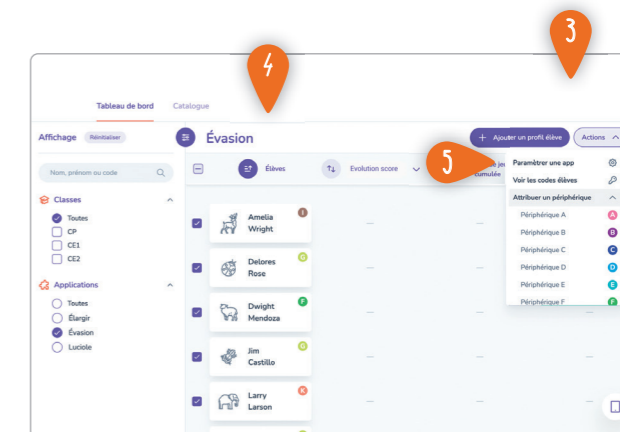 3
4
Tableau de bord Catalogue
Affichage Réinitialiser Évasion + Ajouter un profil élève Actions
5
Nom, prénom ou code Élèves Evolution score cumulée
Paramétrer une app
Voir les codes élèves
Attribuer un périphérique
Périphérique A A
Périphérique B B
Périphérique C C
Périphérique D D
Périphérique E E
Périphérique F F
Classes
Toutes
CP
CE1
CE2
Applications
Toutes
Élargir
Évasion
Luciole
Amelia I
Wright
Delores G
Rose
Dwight F
Mendoza
Jim G
Castillo
Larry K
Larson